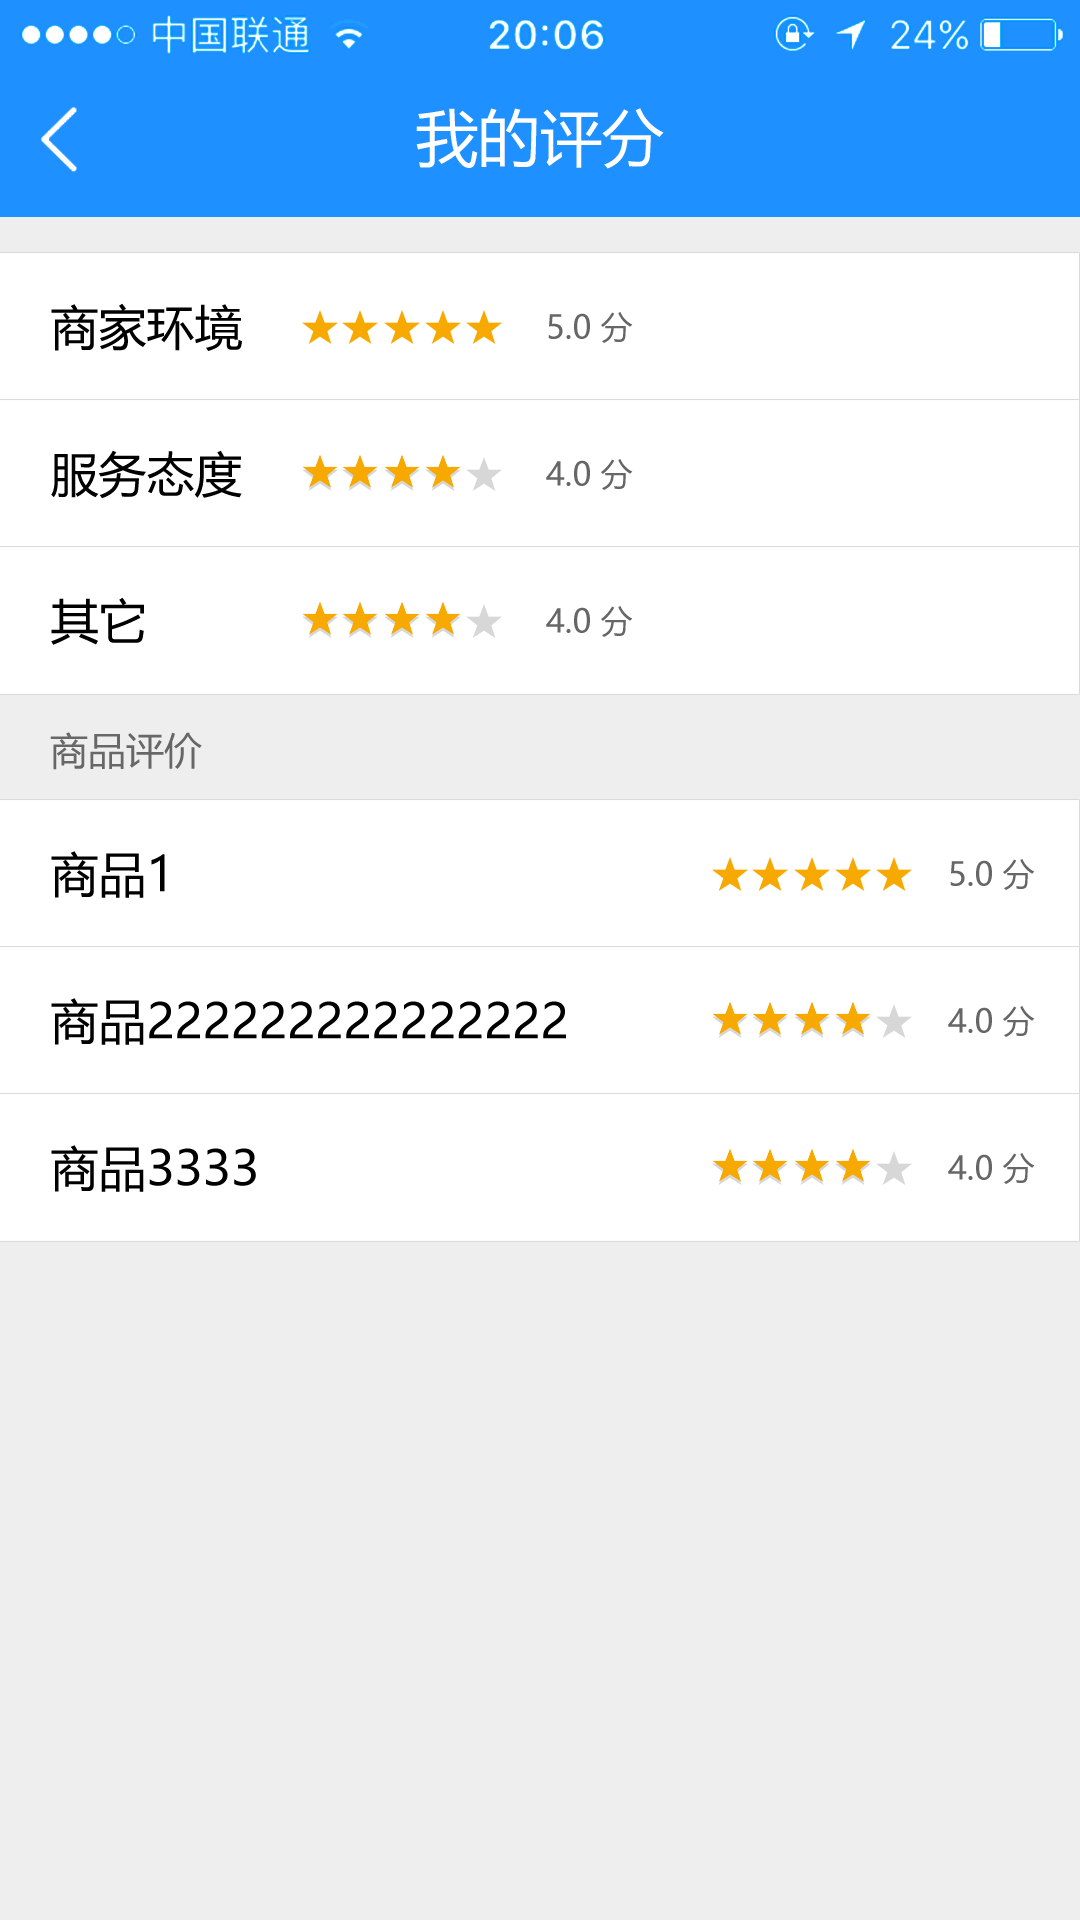 中国联通 20:06 24%
我的评分
商家环境 5.0 分
服务态度 4.0 分
其它 4.0 分
商品评价
商品1 5.0 分
商品222222222222222 4.0 分
商品3333 4.0 分